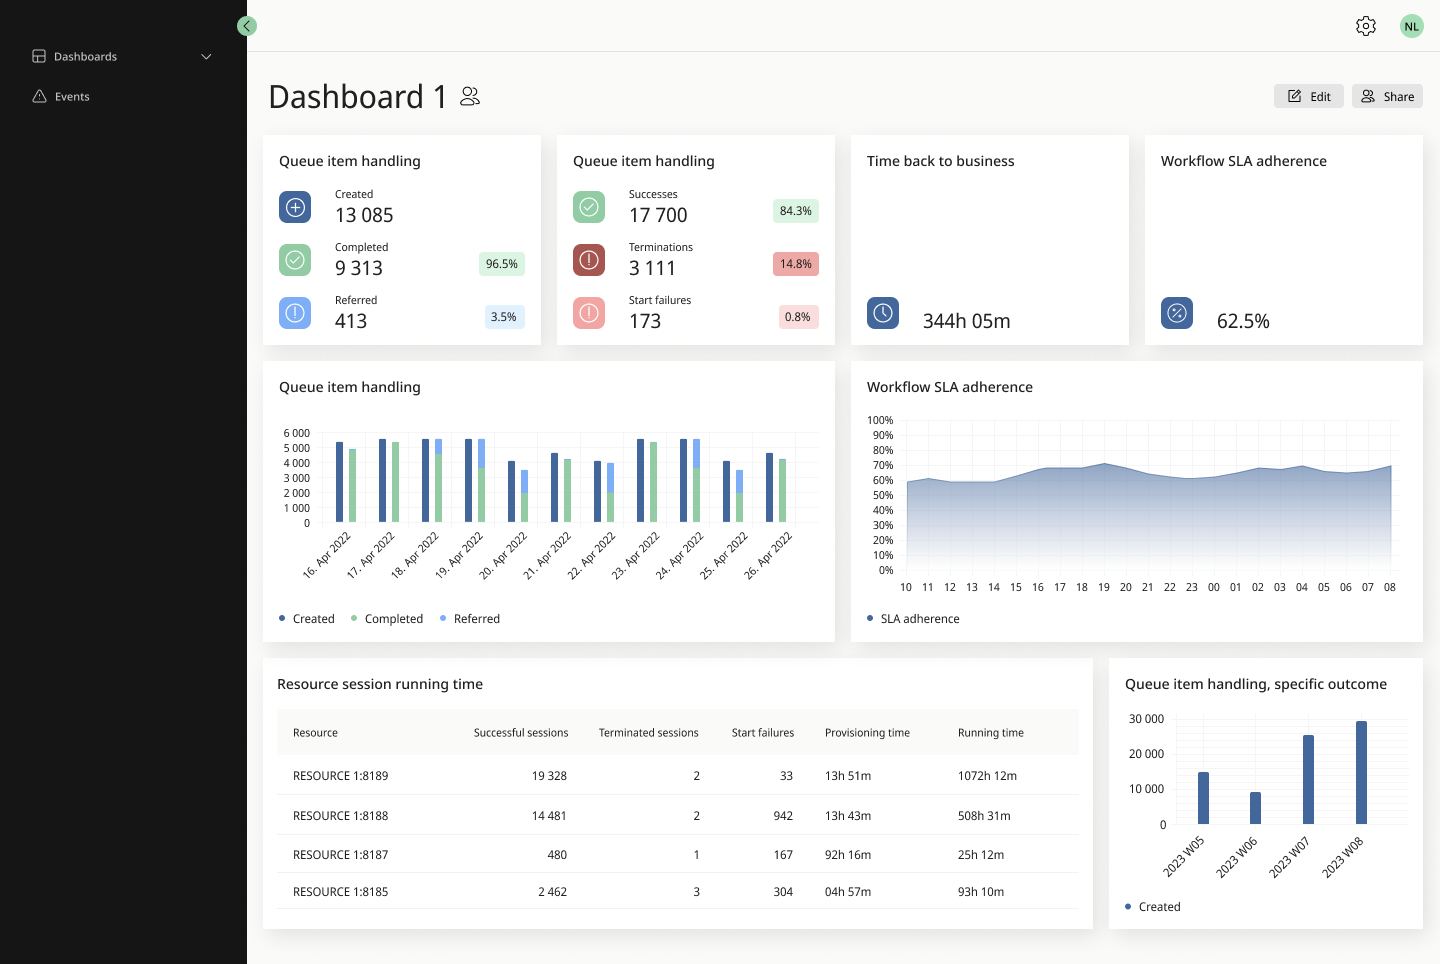 NL
Dashboards
Events
Dashboard 1
Edit
Share
Queue item handling
Created
13 085
Completed
9 313
96.5%
Referred
413
3.5%
Queue item handling
Successes
17 700
84.3%
Terminations
3 111
14.8%
Start failures
173
0.8%
Time back to business
344h 05m
Workflow SLA adherence
62.5%
Queue item handling
6 000
5 000
4 000
3 000
2 000
1 000
0
16. Apr 2022
17. Apr 2022
18. Apr 2022
19. Apr 2022
20. Apr 2022
21. Apr 2022
22. Apr 2022
23. Apr 2022
24. Apr 2022
25. Apr 2022
26. Apr 2022
Created Completed Referred
Workflow SLA adherence
100%
90%
80%
70%
60%
50%
40%
30%
20%
10%
0%
10 11 12 13 14 15 16 17 18 19 20 21 22 23 00 01 02 03 04 05 06 07 08
SLA adherence
Resource session running time
Resource Successful sessions Terminated sessions Start failures Provisioning time Running time
RESOURCE 1:8189 19 328 2 33 13h 51m 1072h 12m
RESOURCE 1:8188 14 481 2 942 13h 43m 508h 31m
RESOURCE 1:8187 480 1 167 92h 16m 25h 12m
RESOURCE 1:8185 2 462 3 304 04h 57m 93h 10m
Queue item handling, specific outcome
30 000
20 000
10 000
0
2023 W05
2023 W06
2023 W07
2023 W08
Created